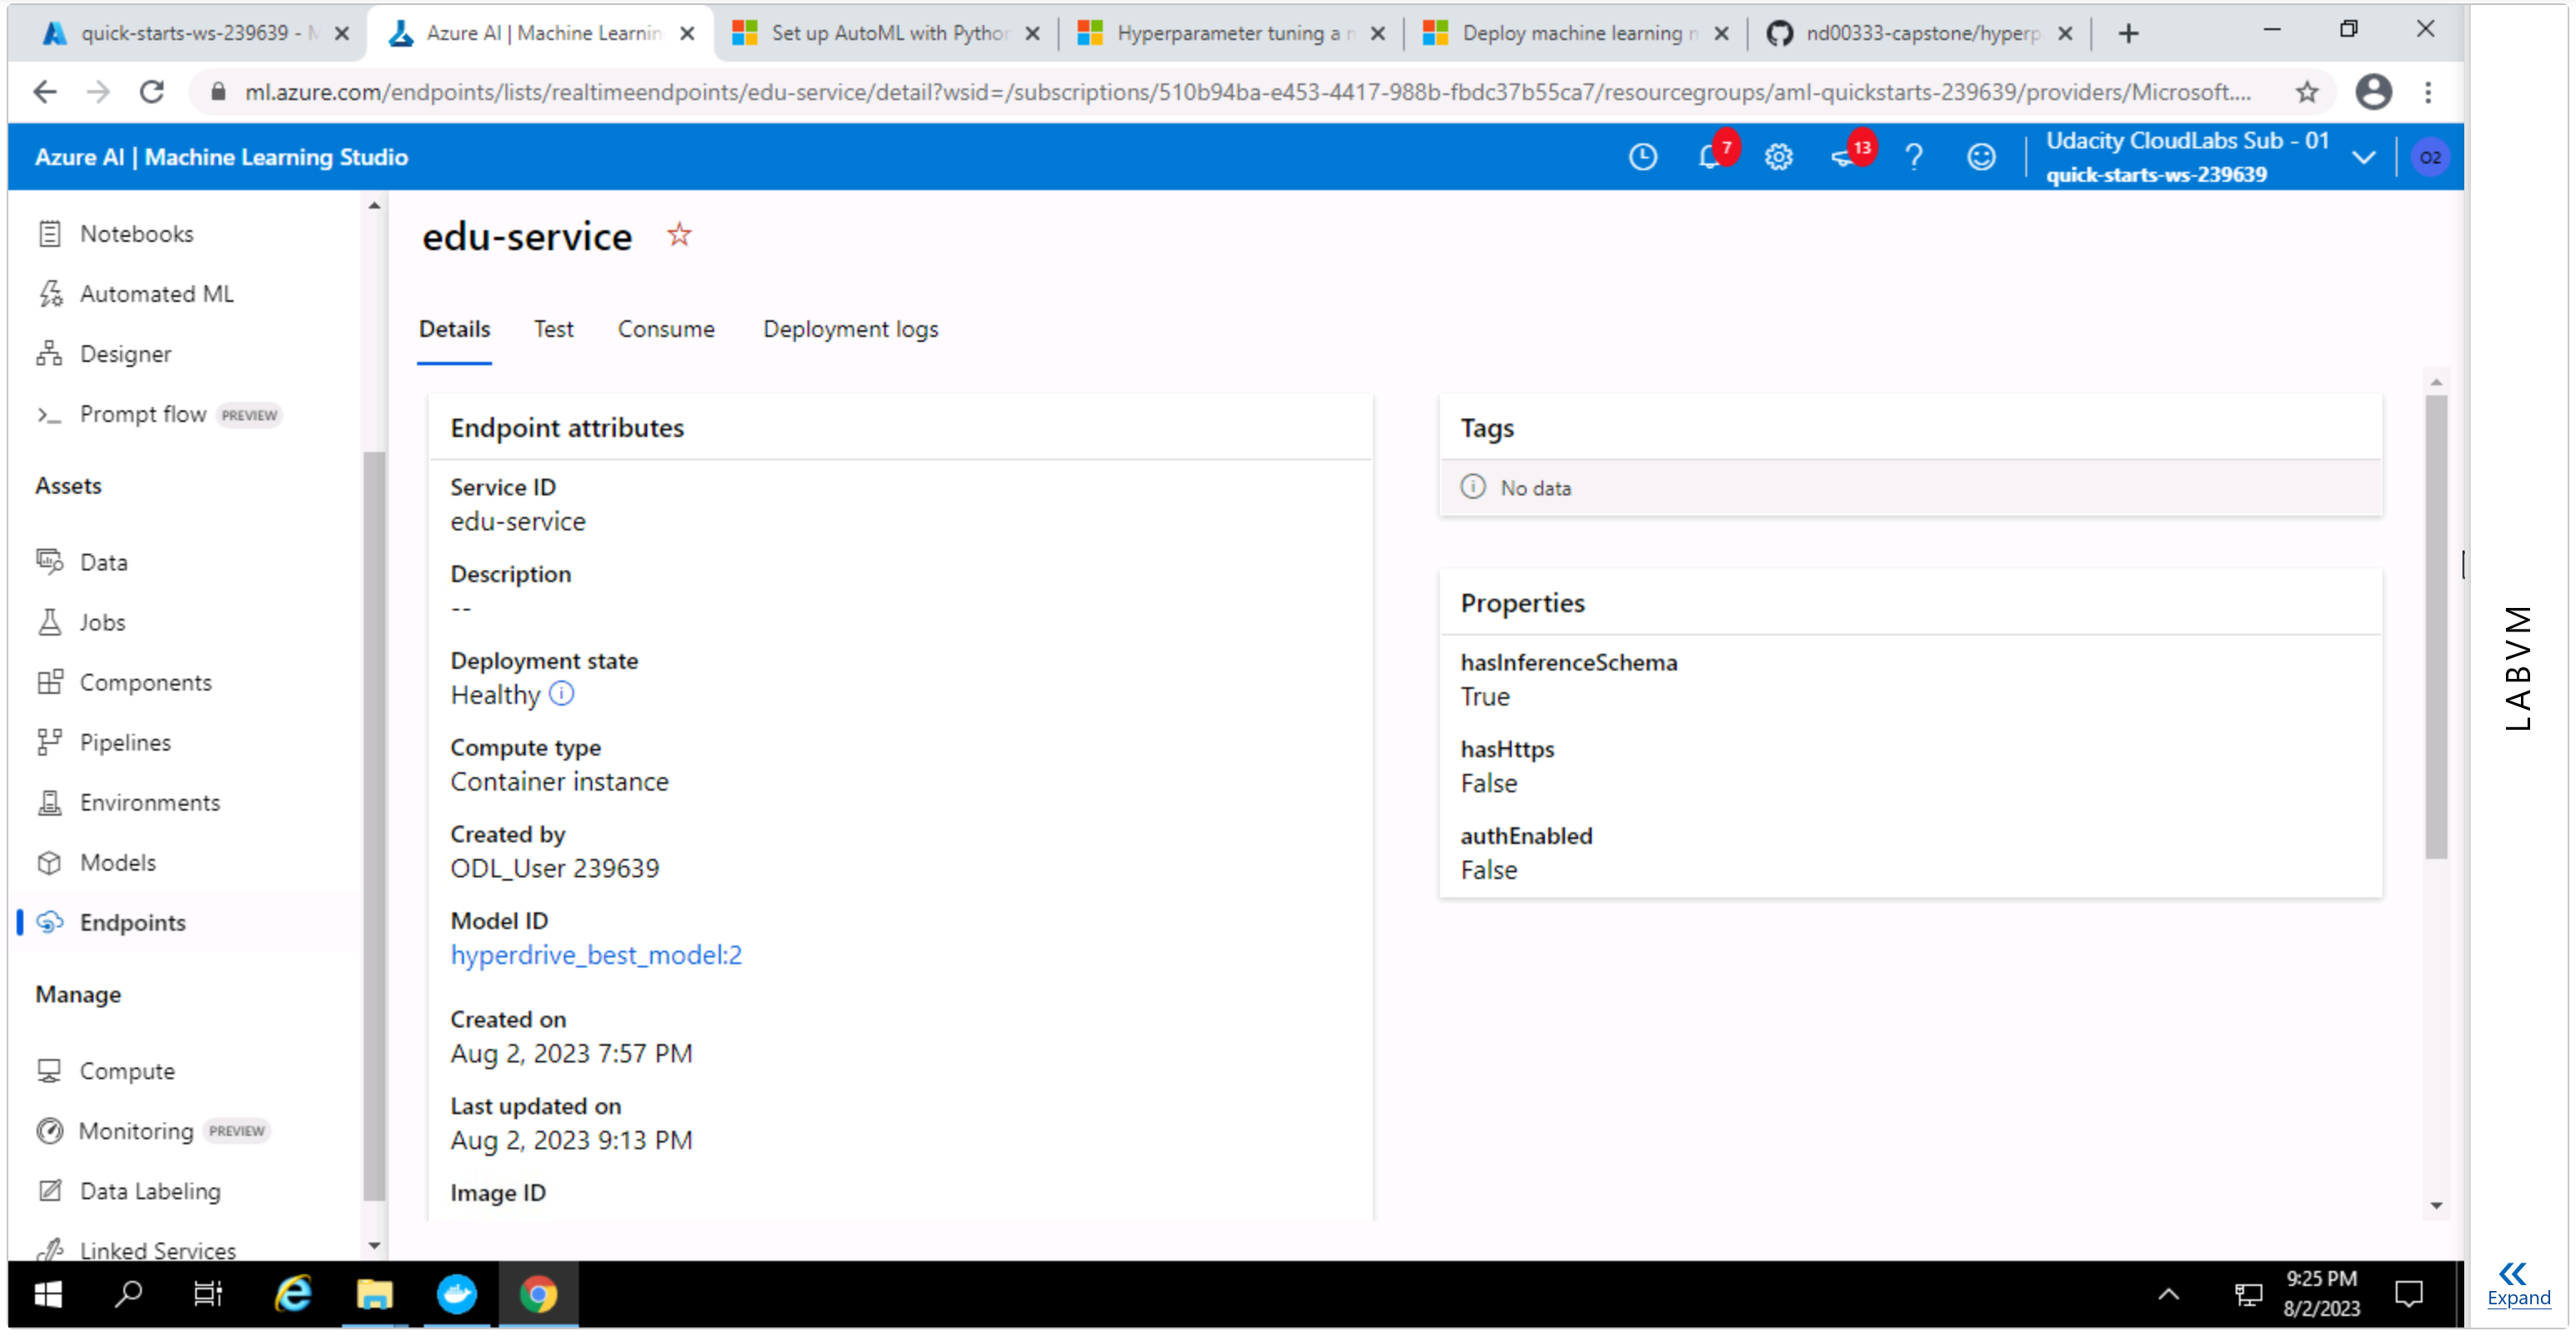 quick-starts-ws-239639 - M
Azure AI | Machine Learnin
Set up AutoML with Python
Hyperparameter tuning a m
Deploy machine learning m
nd00333-capstone/hyperp
ml.azure.com/endpoints/lists/realtimeendpoints/edu-service/detail?wsid=/subscriptions/510b94ba-e453-4417-988b-fbdc37b55ca7/resourcegroups/aml-quickstarts-239639/providers/Microsoft....
Azure AI | Machine Learning Studio
7
13
Udacity CloudLabs Sub - 01
quick-starts-ws-239639
O2
Notebooks
Automated ML
Designer
Prompt flow PREVIEW
Assets
Data
Jobs
Components
Pipelines
Environments
Models
Endpoints
Manage
Compute
Monitoring PREVIEW
Data Labeling
Linked Services
edu-service
Details
Test
Consume
Deployment logs
Endpoint attributes
Service ID
edu-service
Description
--
Deployment state
Healthy
Compute type
Container instance
Created by
ODL_User 239639
Model ID
hyperdrive_best_model:2
Created on
Aug 2, 2023 7:57 PM
Last updated on
Aug 2, 2023 9:13 PM
Image ID
Tags
No data
Properties
hasInferenceSchema
True
hasHttps
False
authEnabled
False
LABVM
Expand
9:25 PM
8/2/2023